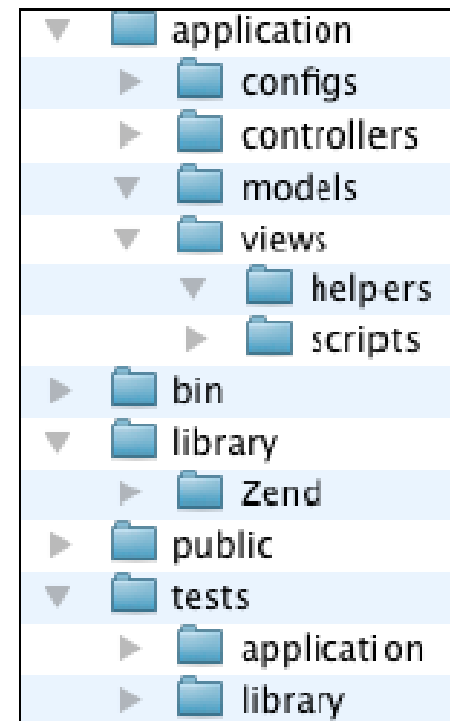 application
configs
controllers
models
views
helpers
scripts
bin
library
Zend
public
tests
application
library